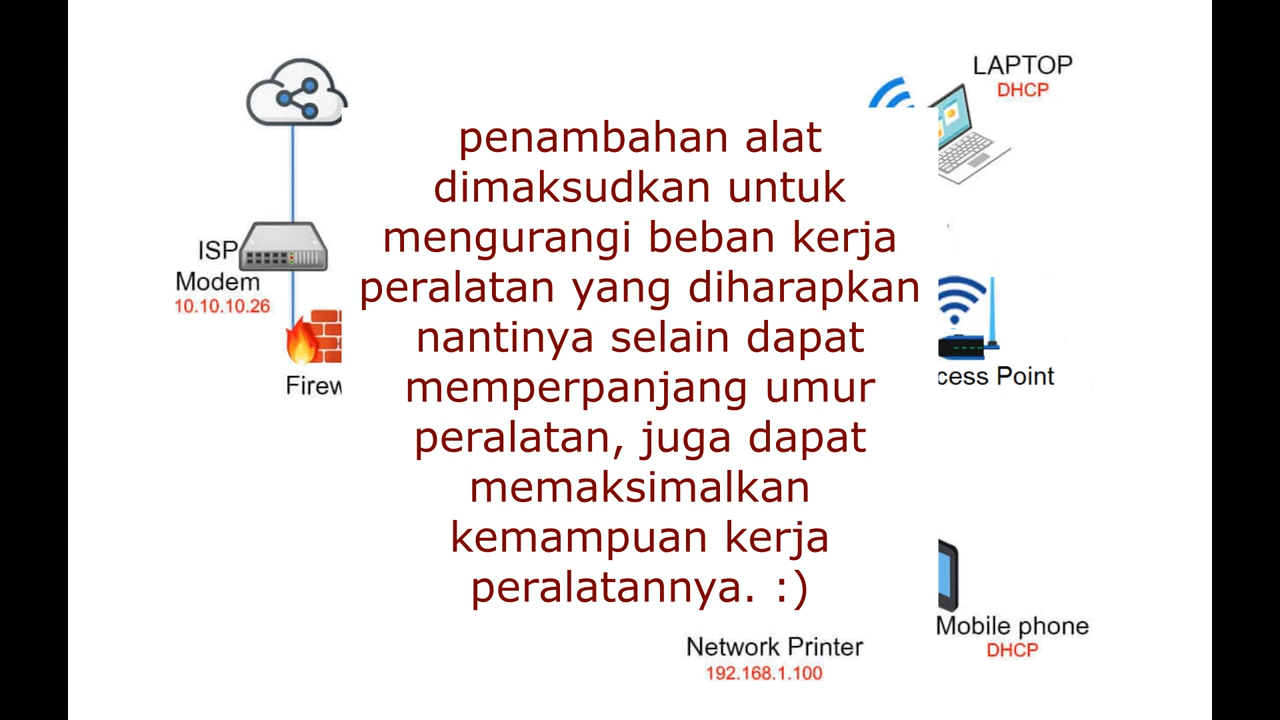 LAPTOP
DHCP
penambahan alat
dimaksudkan untuk
mengurangi beban kerja
peralatan yang diharapkan
nantinya selain dapat
memperpanjang umur
peralatan, juga dapat
memaksimalkan
kemampuan kerja
peralatannya. :)
ISP
Modem
10.10.10.26
Firew
cess Point
Mobile phone
DHCP
Network Printer
192.168.1.100